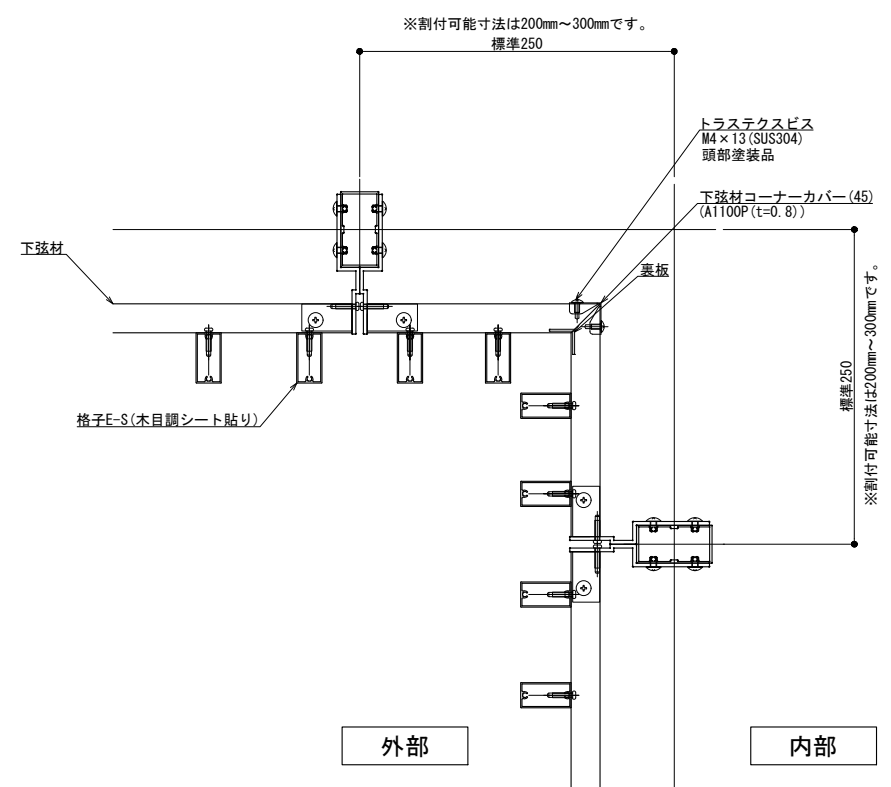 ※割付可能寸法は200㎜～300㎜です。
標準250
トラステクスビス
M4×13(SUS304)
頭部塗装品
下弦材コーナーカバー(45)
(A1100P(t=0.8))
下弦材
裏板
標準250
※割付可能寸法は200㎜～300㎜です。
格子E-S(木目調シート貼り)
外部
内部